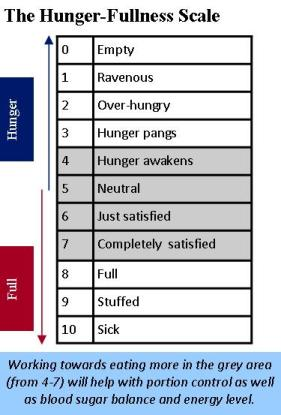 The Hunger-Fullness Scale
Hunger
Full
0 Empty
1 Ravenous
2 Over-hungry
3 Hunger pangs
4 Hunger awakens
5 Neutral
6 Just satisfied
7 Completely satisfied
8 Full
9 Stuffed
10 Sick
Working towards eating more in the grey area
(from 4-7) will help with portion control as well
as blood sugar balance and energy level.